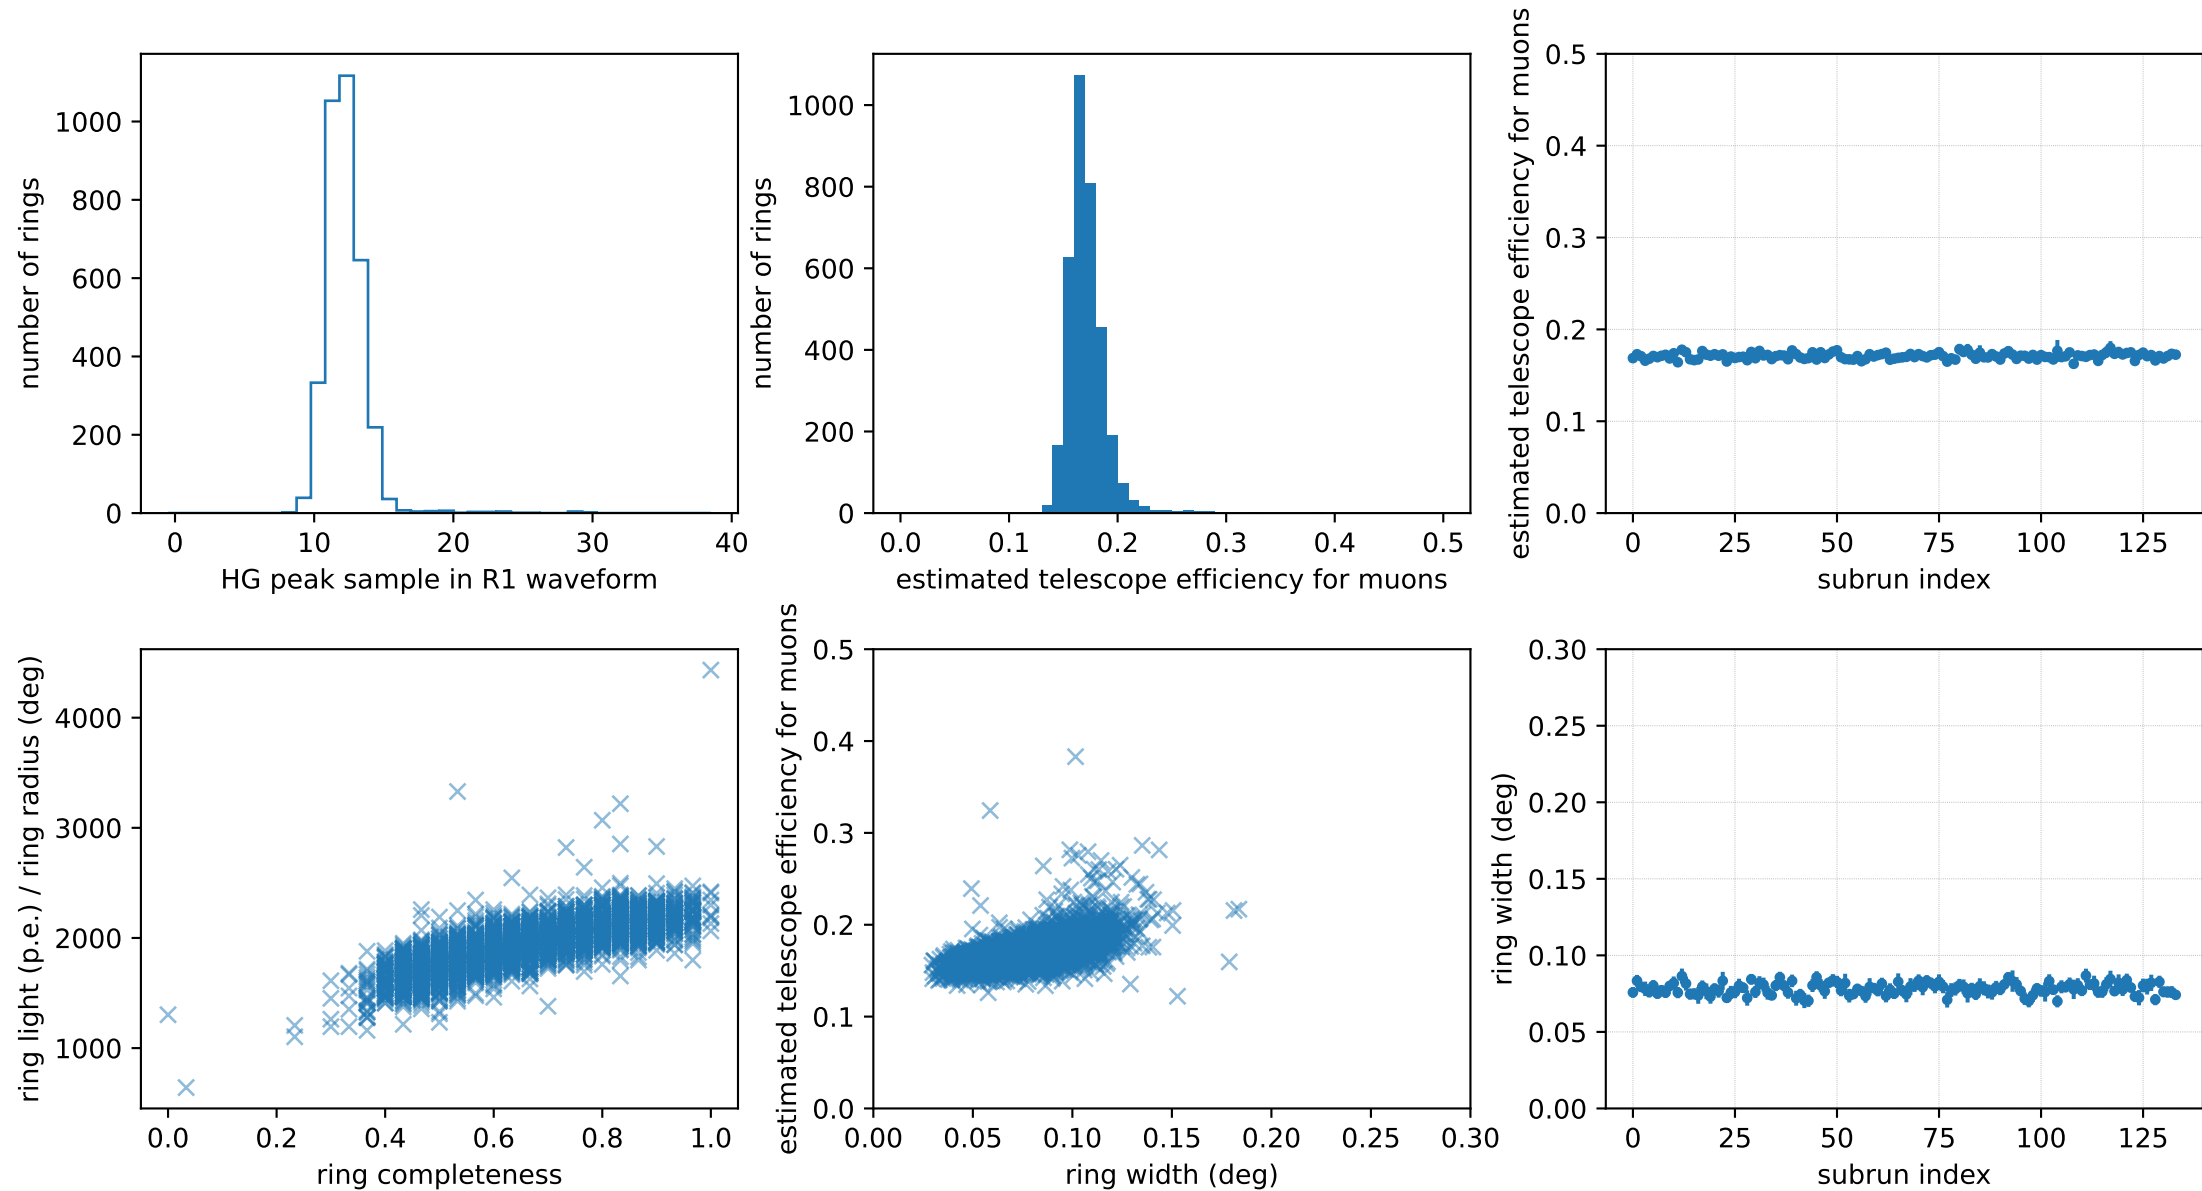 number of rings
1000
800
600
400
200
0
0 10 20 30 40
HG peak sample in R1 waveform
number of rings
1000
800
600
400
200
0
0.0 0.1 0.2 0.3 0.4 0.5
estimated telescope efficiency for muons
estimated telescope efficiency for muons
0.5
0.4
0.3
0.2
0.1
0.0
0 25 50 75 100 125
subrun index
ring light (p.e.) / ring radius (deg)
4000
3000
2000
1000
0.0 0.2 0.4 0.6 0.8 1.0
ring completeness
estimated telescope efficiency for muons
0.5
0.4
0.3
0.2
0.1
0.0
0.00 0.05 0.10 0.15 0.20 0.25 0.30
ring width (deg)
ring width (deg)
0.30
0.25
0.20
0.15
0.10
0.05
0.00
0 25 50 75 100 125
subrun index